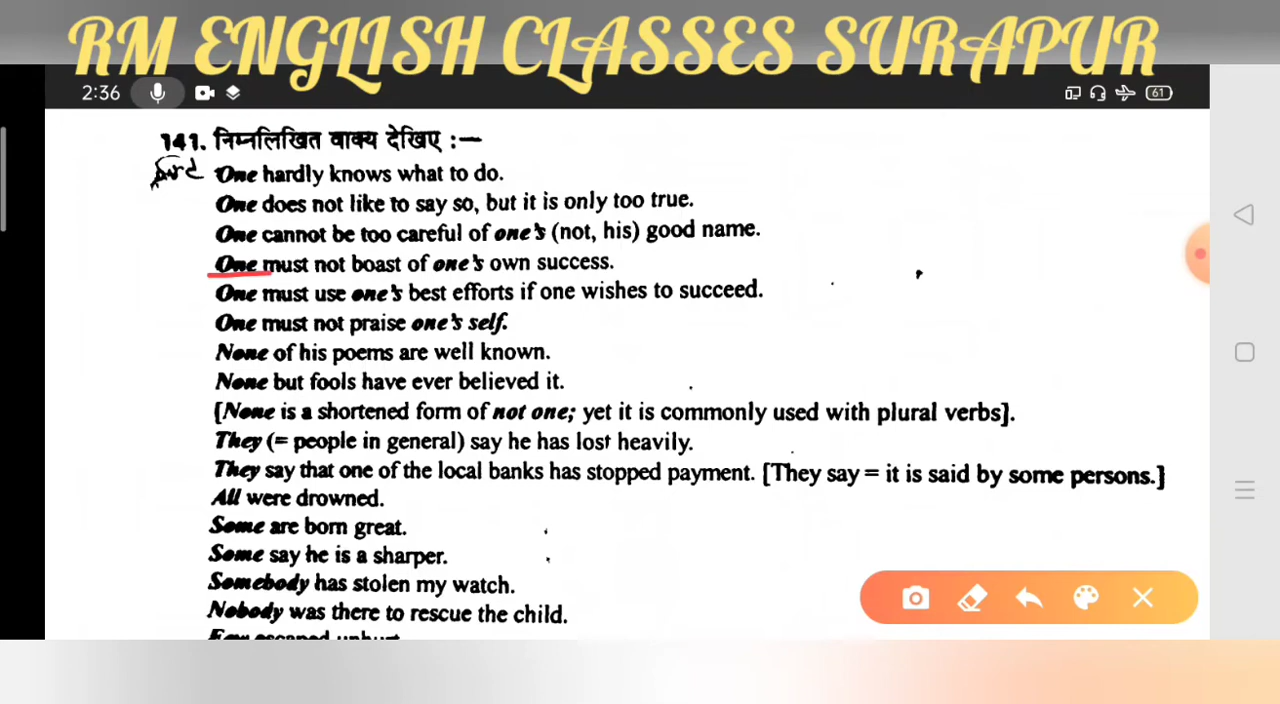 RM ENGLISH CLASSES SURAPUR
2:36 61
141. निम्नलिखित वाक्य देखिए :—
One hardly knows what to do.
One does not like to say so, but it is only too true.
One cannot be too careful of one's (not, his) good name.
One must not boast of one's own success.
One must use one's best efforts if one wishes to succeed.
One must not praise one's self.
None of his poems are well known.
None but fools have ever believed it.
[None is a shortened form of not one; yet it is commonly used with plural verbs].
They (= people in general) say he has lost heavily.
They say that one of the local banks has stopped payment. [They say = it is said by some persons.]
All were drowned.
Some are born great.
Some say he is a sharper.
Somebody has stolen my watch.
Nobody was there to rescue the child.
Few escaped unhurt